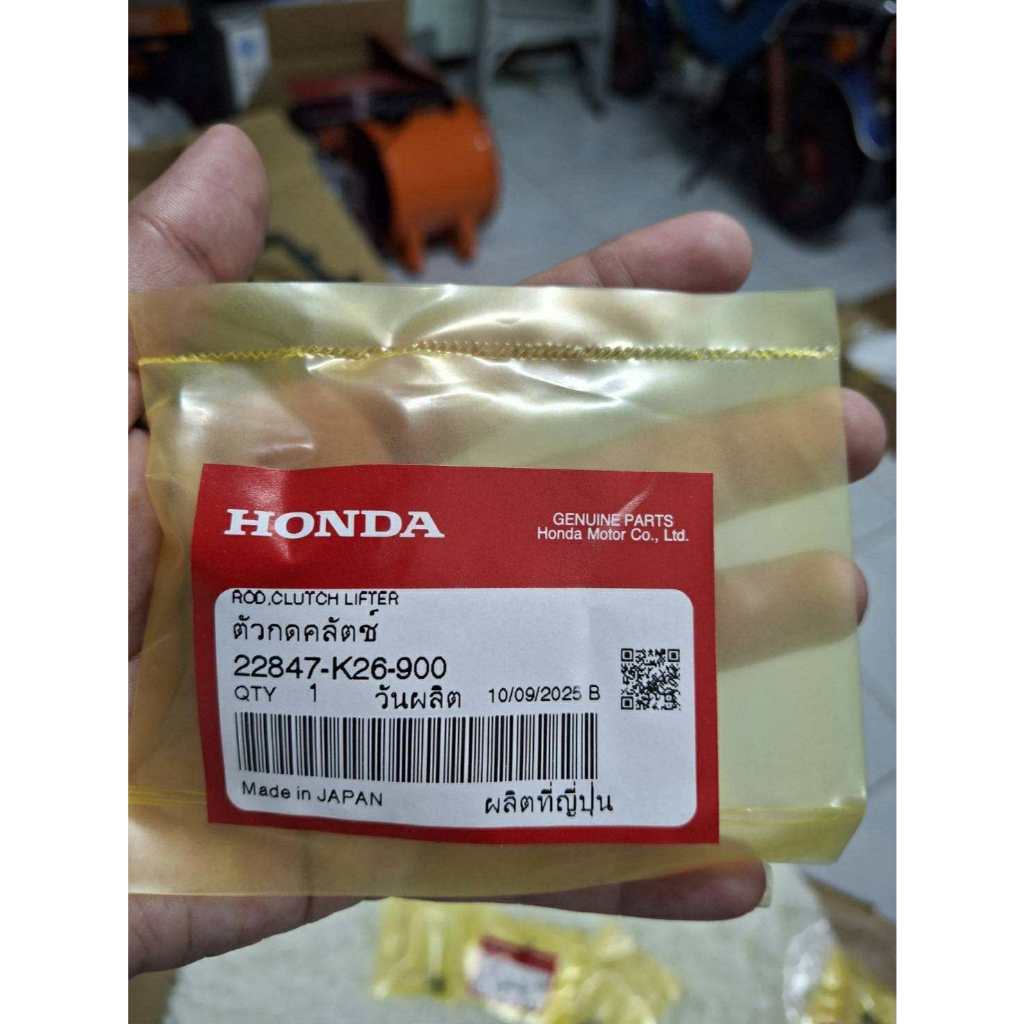 HONDA
GENUINE PARTS
Honda Motor Co., Ltd.
ROD,CLUTCH LIFTER
ตัวกดคลัตช์
22847-K26-900
QTY 1 วันผลิต 10/09/2025 B
Made in JAPAN ผลิตที่ญี่ปุ่น